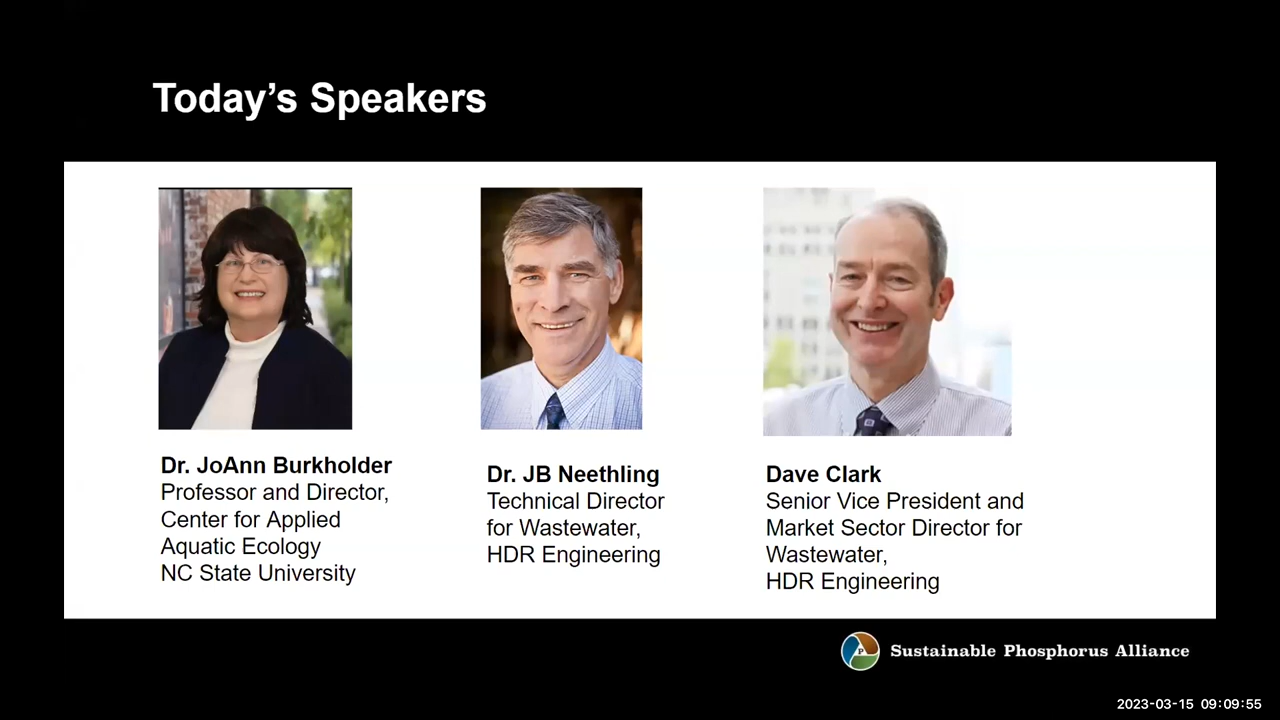 Today’s Speakers
Dr. JoAnn Burkholder
Professor and Director,
Center for Applied
Aquatic Ecology
NC State University
Dr. JB Neethling
Technical Director
for Wastewater,
HDR Engineering
Dave Clark
Senior Vice President and
Market Sector Director for
Wastewater,
HDR Engineering
P
Sustainable Phosphorus Alliance
2023-03-15 09:09:55